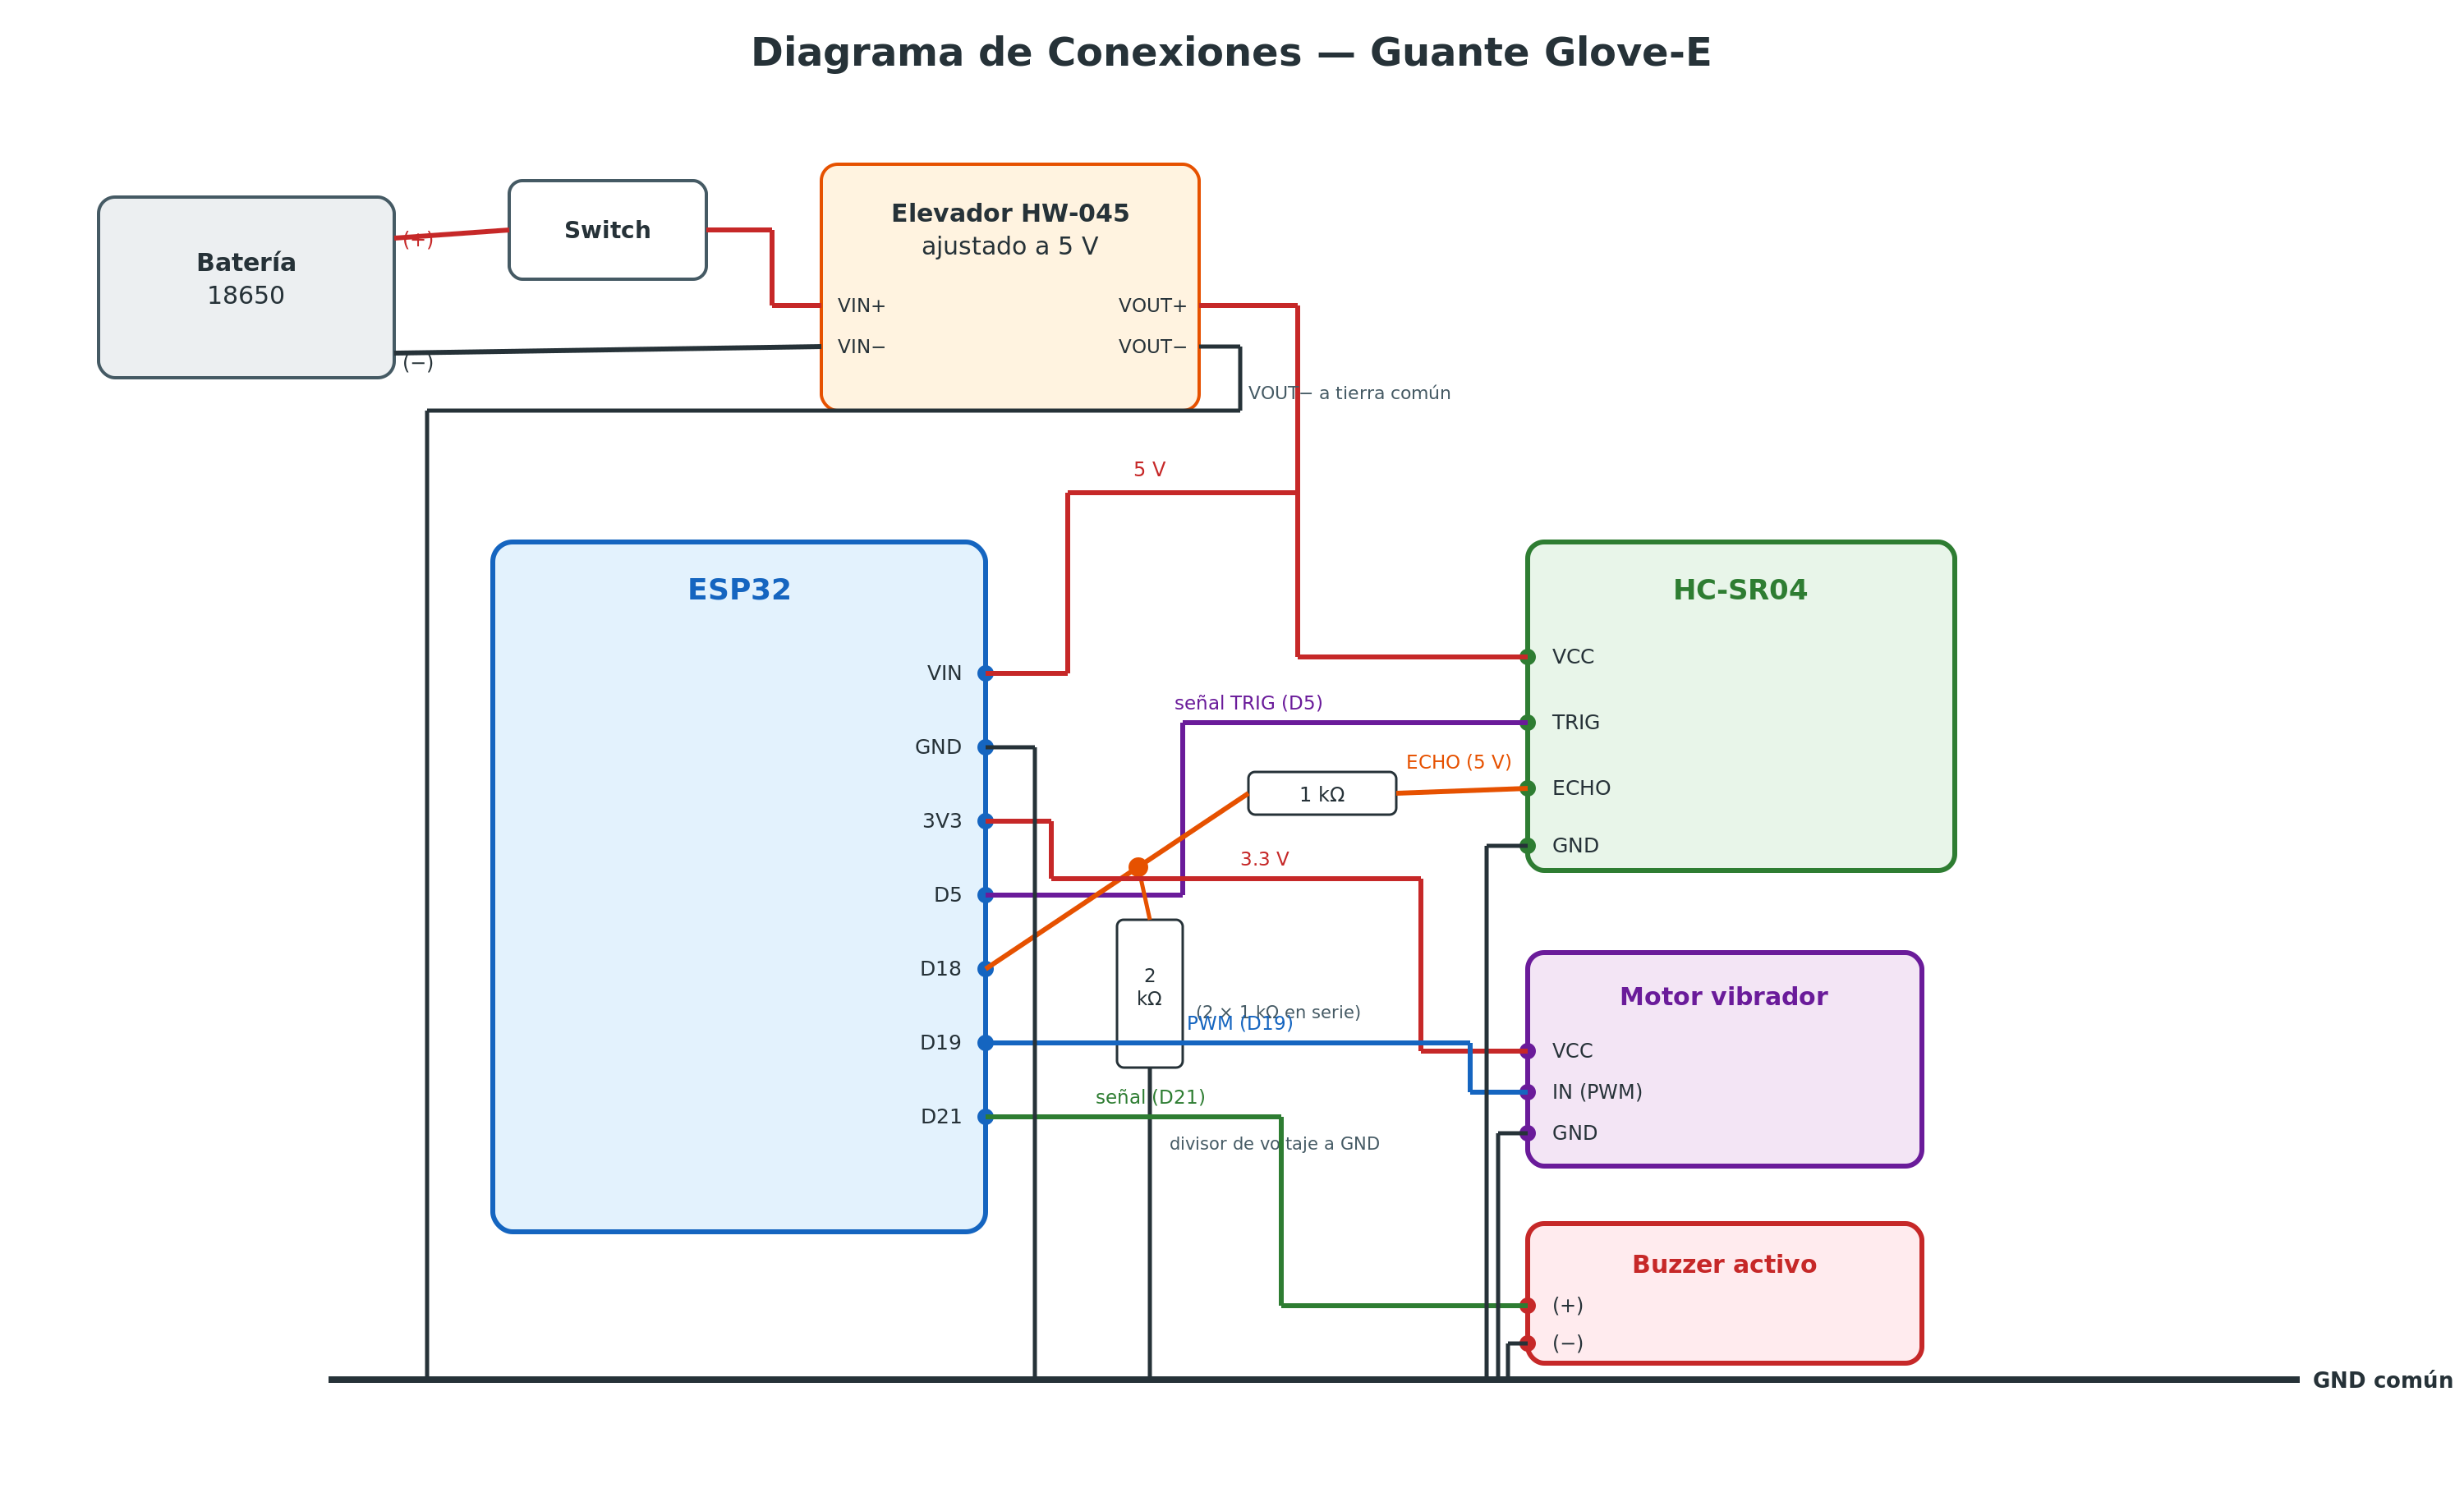 Diagrama de Conexiones — Guante Glove-E
Batería
18650
(+)
(−)
Switch
Elevador HW-045
ajustado a 5 V
VIN+
VIN−
VOUT+
VOUT−
VOUT− a tierra común
5 V
ESP32
VIN
GND
3V3
D5
D18
D19
D21
señal TRIG (D5)
ECHO (5 V)
1 kΩ
3.3 V
2
kΩ
(2 × 1 kΩ en serie)
PWM (D19)
señal (D21)
divisor de voltaje a GND
HC-SR04
VCC
TRIG
ECHO
GND
Motor vibrador
VCC
IN (PWM)
GND
Buzzer activo
(+)
(−)
GND común